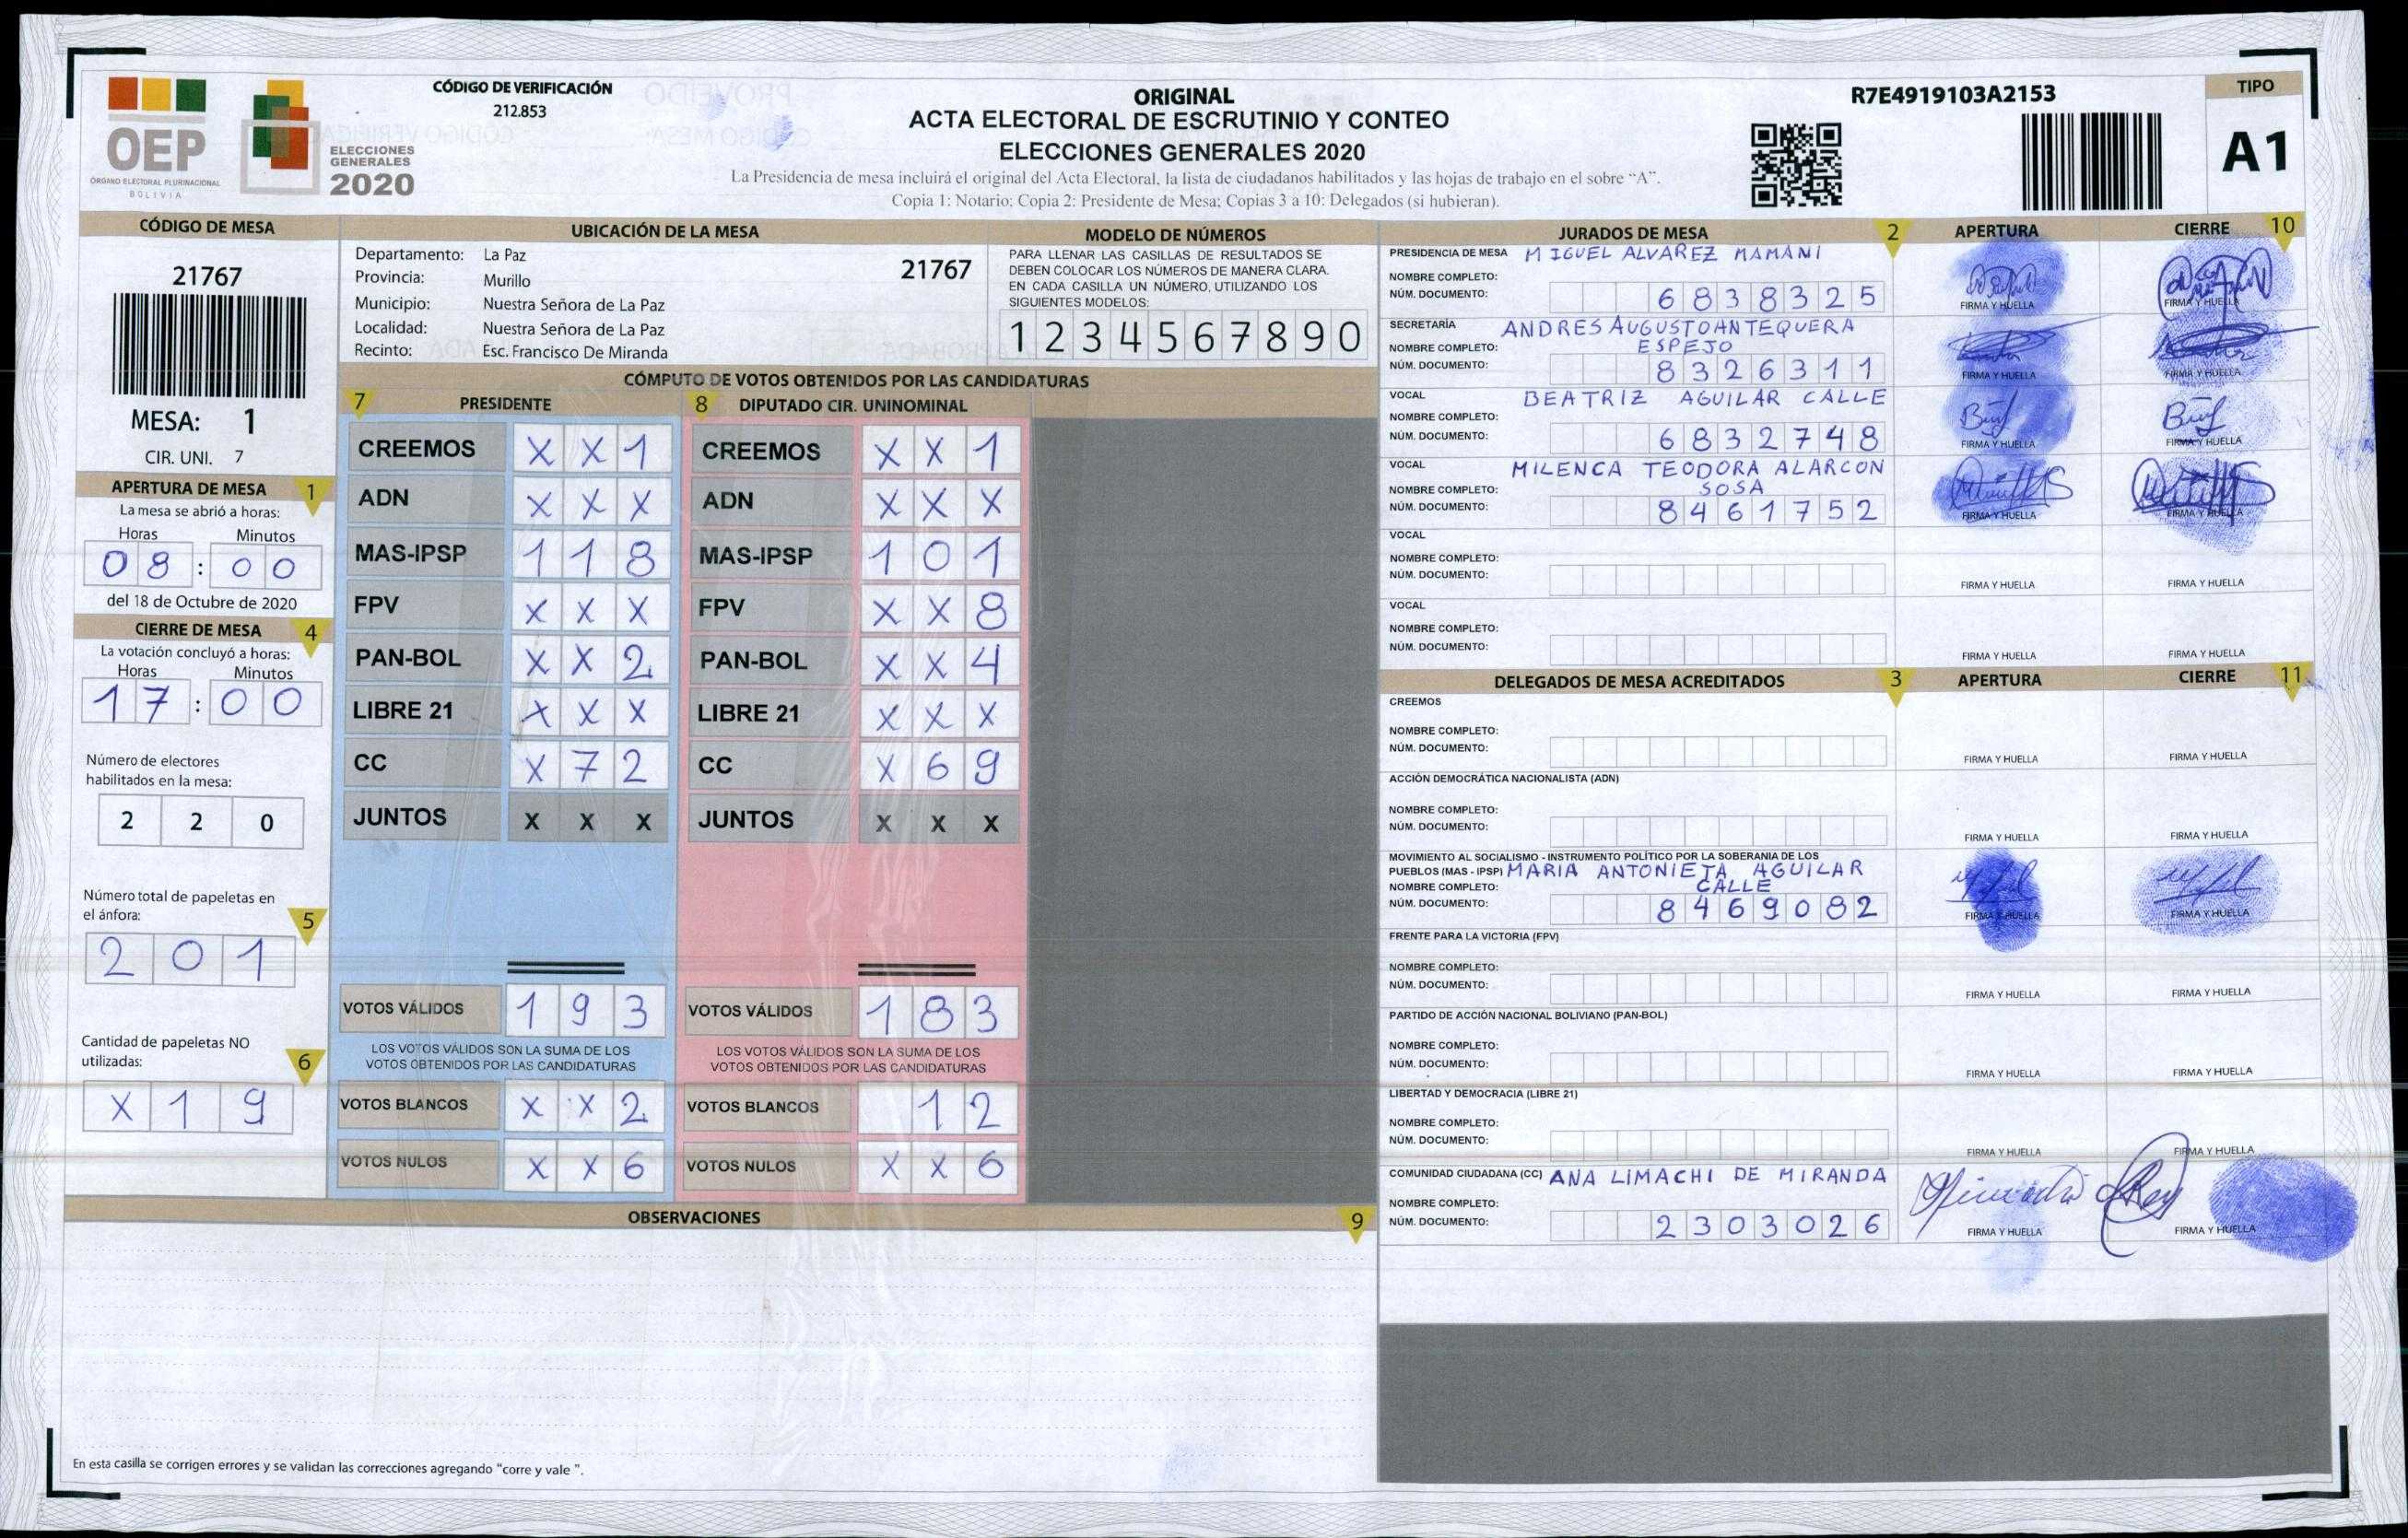 OEP
ÓRGANO ELECTORAL PLURINACIONAL
BOLIVIA
ELECCIONES
GENERALES
2020
CÓDIGO DE VERIFICACIÓN
212.853
ORIGINAL
ACTA ELECTORAL DE ESCRUTINIO Y CONTEO
ELECCIONES GENERALES 2020
La Presidencia de mesa incluirá el original del Acta Electoral, la lista de ciudadanos habilitados y las hojas de trabajo en el sobre “A”.
Copia 1: Notario; Copia 2: Presidente de Mesa; Copias 3 a 10: Delegados (si hubieran).
R7E4919103A2153
TIPO
A1
CÓDIGO DE MESA
21767
MESA: 1
CIR. UNI. 7
APERTURA DE MESA 1
La mesa se abrió a horas:
Horas Minutos
08 : 00
del 18 de Octubre de 2020
CIERRE DE MESA 4
La votación concluyó a horas:
Horas Minutos
17 : 00
Número de electores
habilitados en la mesa:
2 2 0
Número total de papeletas en
el ánfora: 5
2 0 1
Cantidad de papeletas NO
utilizadas: 6
X 1 9
UBICACIÓN DE LA MESA
Departamento: La Paz
Provincia: Murillo
Municipio: Nuestra Señora de La Paz
Localidad: Nuestra Señora de La Paz
Recinto: Esc. Francisco De Miranda
21767
MODELO DE NÚMEROS
PARA LLENAR LAS CASILLAS DE RESULTADOS SE
DEBEN COLOCAR LOS NÚMEROS DE MANERA CLARA.
EN CADA CASILLA UN NÚMERO, UTILIZANDO LOS
SIGUIENTES MODELOS:
1 2 3 4 5 6 7 8 9 0
CÓMPUTO DE VOTOS OBTENIDOS POR LAS CANDIDATURAS
7 PRESIDENTE
CREEMOS X X 1
ADN X X X
MAS-IPSP 1 1 8
FPV X X X
PAN-BOL X X 2
LIBRE 21 X X X
CC X 7 2
JUNTOS X X X
VOTOS VÁLIDOS 1 9 3
LOS VOTOS VÁLIDOS SON LA SUMA DE LOS
VOTOS OBTENIDOS POR LAS CANDIDATURAS
VOTOS BLANCOS X X 2
VOTOS NULOS X X 6
8 DIPUTADO CIR. UNINOMINAL
CREEMOS X X 1
ADN X X X
MAS-IPSP 1 0 1
FPV X X 8
PAN-BOL X X 4
LIBRE 21 X X X
CC X 6 9
JUNTOS X X X
VOTOS VÁLIDOS 1 8 3
LOS VOTOS VÁLIDOS SON LA SUMA DE LOS
VOTOS OBTENIDOS POR LAS CANDIDATURAS
VOTOS BLANCOS 1 2
VOTOS NULOS X X 6
OBSERVACIONES 9
En esta casilla se corrigen errores y se validan las correcciones agregando “corre y vale ”.
JURADOS DE MESA 2 APERTURA CIERRE 10
PRESIDENCIA DE MESA MIGUEL ALVAREZ MAMANI
NOMBRE COMPLETO:
NÚM. DOCUMENTO: 6838325
FIRMA Y HUELLA FIRMA Y HUELLA
SECRETARÍA ANDRES AUGUSTO ANTEQUERA
NOMBRE COMPLETO: ESPEJO
NÚM. DOCUMENTO: 8326311
FIRMA Y HUELLA FIRMA Y HUELLA
VOCAL BEATRIZ AGUILAR CALLE
NOMBRE COMPLETO:
NÚM. DOCUMENTO: 6832748
FIRMA Y HUELLA FIRMA Y HUELLA
VOCAL MILENCA TEODORA ALARCON
NOMBRE COMPLETO: SOSA
NÚM. DOCUMENTO: 8461752
FIRMA Y HUELLA FIRMA Y HUELLA
VOCAL
NOMBRE COMPLETO:
NÚM. DOCUMENTO:
FIRMA Y HUELLA FIRMA Y HUELLA
VOCAL
NOMBRE COMPLETO:
NÚM. DOCUMENTO:
FIRMA Y HUELLA FIRMA Y HUELLA
DELEGADOS DE MESA ACREDITADOS 3 APERTURA CIERRE 11
CREEMOS
NOMBRE COMPLETO:
NÚM. DOCUMENTO:
FIRMA Y HUELLA FIRMA Y HUELLA
ACCIÓN DEMOCRÁTICA NACIONALISTA (ADN)
NOMBRE COMPLETO:
NÚM. DOCUMENTO:
FIRMA Y HUELLA FIRMA Y HUELLA
MOVIMIENTO AL SOCIALISMO - INSTRUMENTO POLÍTICO POR LA SOBERANIA DE LOS
PUEBLOS (MAS - IPSP) MARIA ANTONIETA AGUILAR
NOMBRE COMPLETO: CALLE
NÚM. DOCUMENTO: 8469082
FIRMA Y HUELLA FIRMA Y HUELLA
FRENTE PARA LA VICTORIA (FPV)
NOMBRE COMPLETO:
NÚM. DOCUMENTO:
FIRMA Y HUELLA FIRMA Y HUELLA
PARTIDO DE ACCIÓN NACIONAL BOLIVIANO (PAN-BOL)
NOMBRE COMPLETO:
NÚM. DOCUMENTO:
FIRMA Y HUELLA FIRMA Y HUELLA
LIBERTAD Y DEMOCRACIA (LIBRE 21)
NOMBRE COMPLETO:
NÚM. DOCUMENTO:
FIRMA Y HUELLA FIRMA Y HUELLA
COMUNIDAD CIUDADANA (CC) ANA LIMACHI DE MIRANDA
NOMBRE COMPLETO:
NÚM. DOCUMENTO: 2303026
FIRMA Y HUELLA FIRMA Y HUELLA